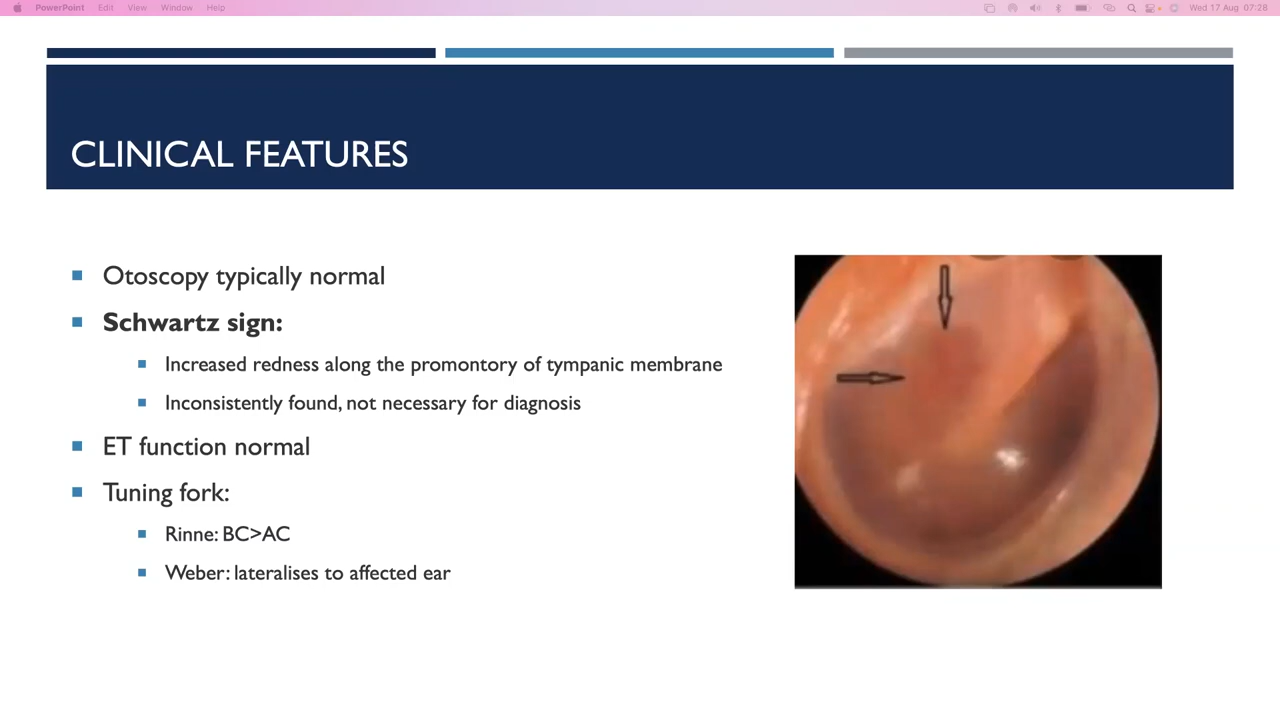 PowerPoint Edit View Window Help
Wed 17 Aug 07:28
CLINICAL FEATURES
Otoscopy typically normal
Schwartz sign:
Increased redness along the promontory of tympanic membrane
Inconsistently found, not necessary for diagnosis
ET function normal
Tuning fork:
Rinne: BC>AC
Weber: lateralises to affected ear